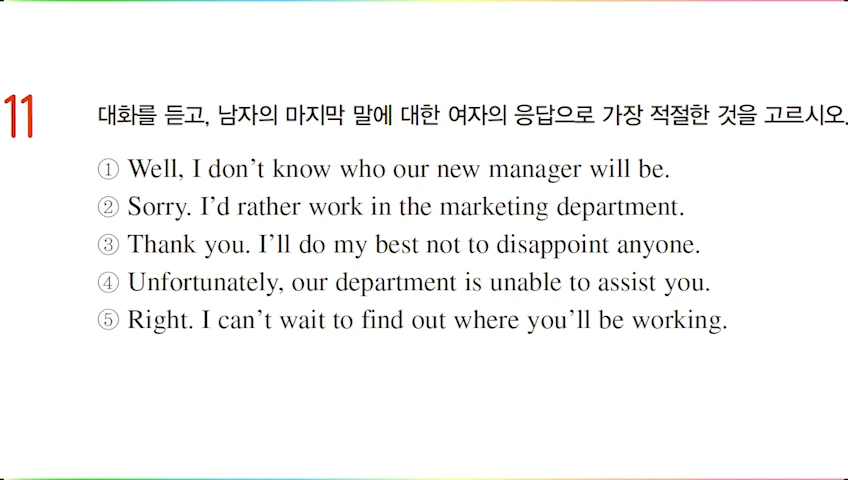 11
대화를 듣고, 남자의 마지막 말에 대한 여자의 응답으로 가장 적절한 것을 고르시오.
① Well, I don't know who our new manager will be.
② Sorry. I'd rather work in the marketing department.
③ Thank you. I'll do my best not to disappoint anyone.
④ Unfortunately, our department is unable to assist you.
⑤ Right. I can't wait to find out where you'll be working.